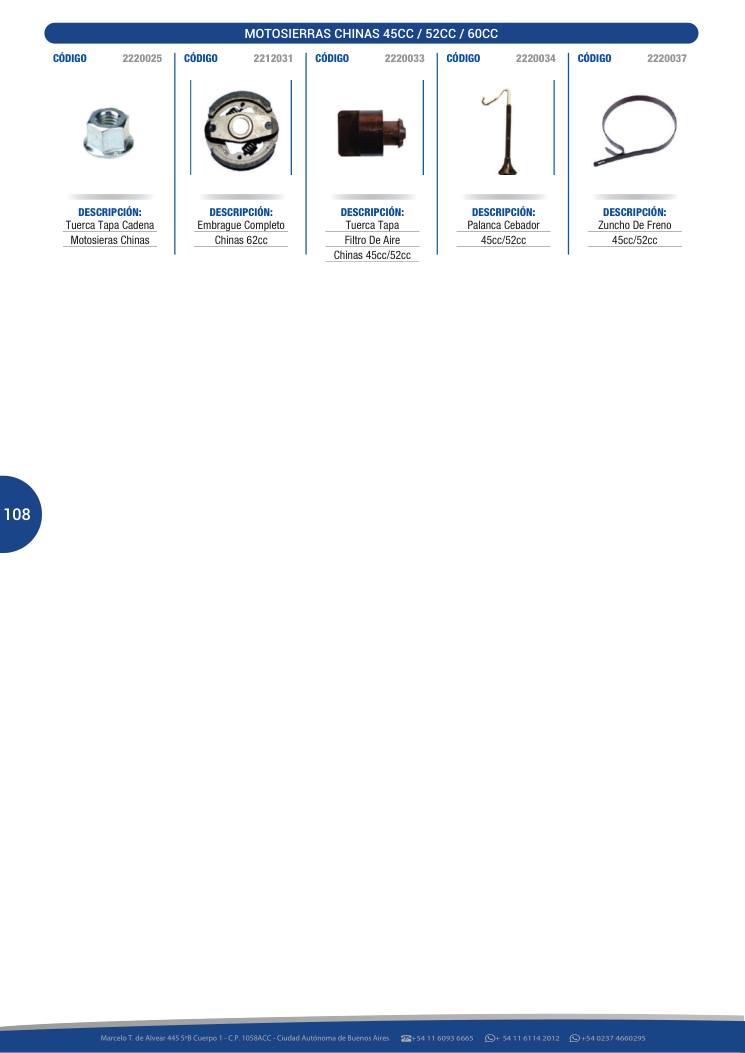 MOTOSIERRAS CHINAS 45CC / 52CC / 60CC
CÓDIGO 2220025
DESCRIPCIÓN:
Tuerca Tapa Cadena
Motosieras Chinas
CÓDIGO 2212031
DESCRIPCIÓN:
Embrague Completo
Chinas 62cc
CÓDIGO 2220033
DESCRIPCIÓN:
Tuerca Tapa
Filtro De Aire
Chinas 45cc/52cc
CÓDIGO 2220034
DESCRIPCIÓN:
Palanca Cebador
45cc/52cc
CÓDIGO 2220037
DESCRIPCIÓN:
Zuncho De Freno
45cc/52cc
108
Marcelo T. de Alvear 445 5ºB Cuerpo 1 - C.P. 1058ACC - Ciudad Autónoma de Buenos Aires +54 11 6093 6665 + 54 11 6114 2012 +54 0237 4660295